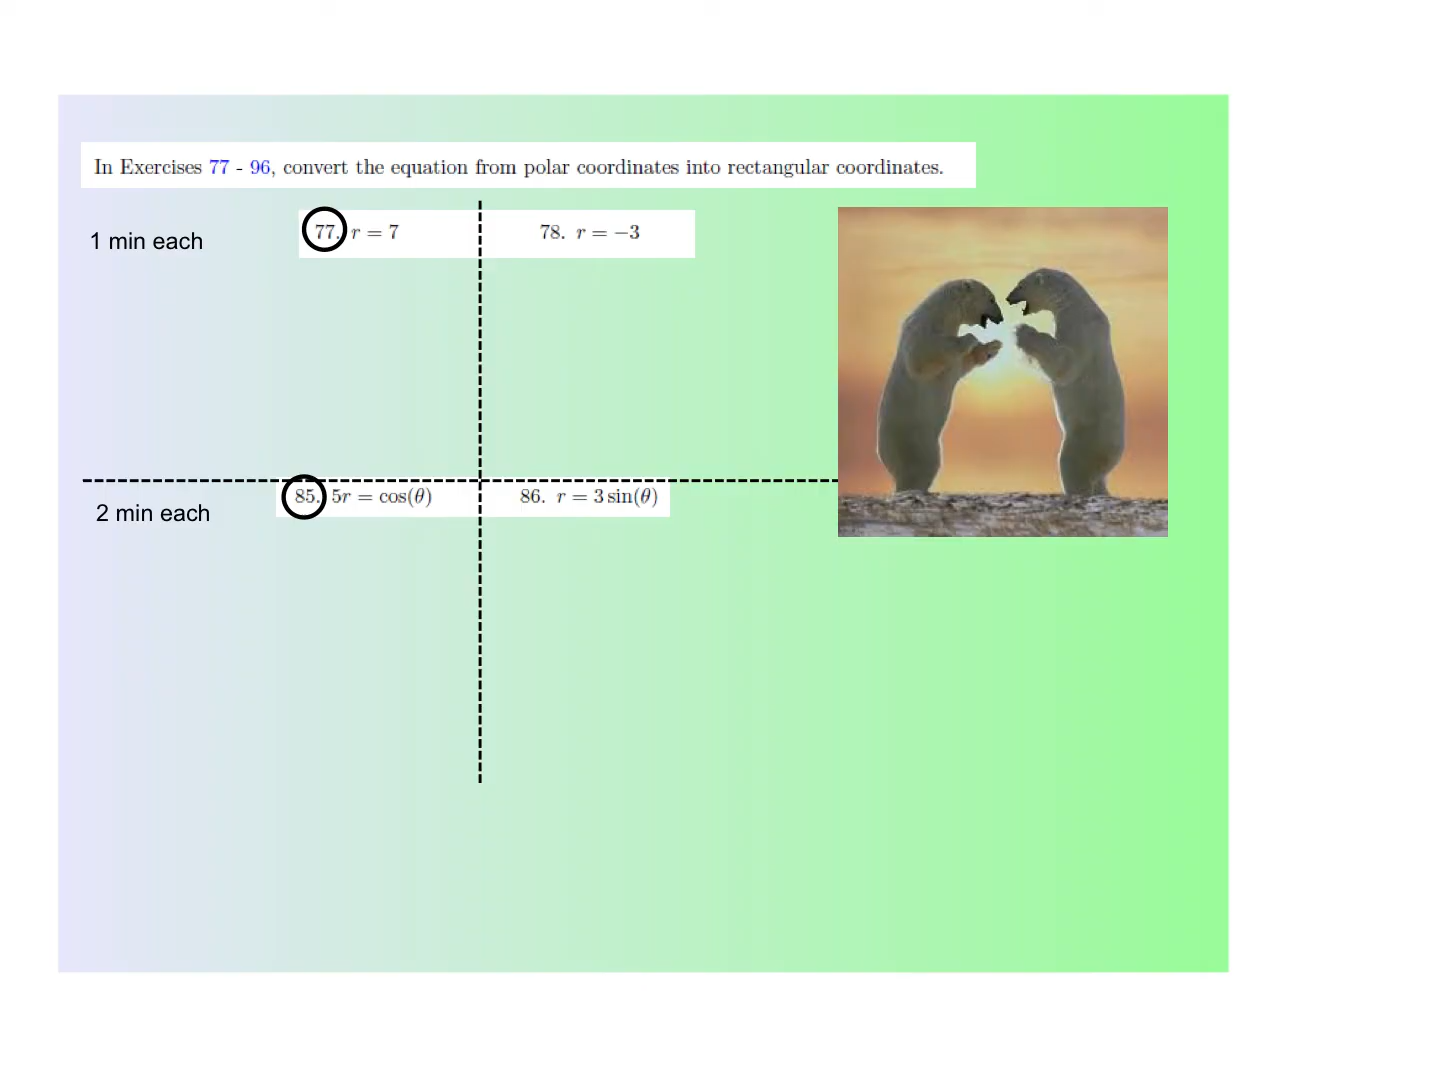 In Exercises 77 - 96, convert the equation from polar coordinates into rectangular coordinates.
1 min each
77. r = 7
78. r = −3
2 min each
85. 5r = cos(θ)
86. r = 3 sin(θ)